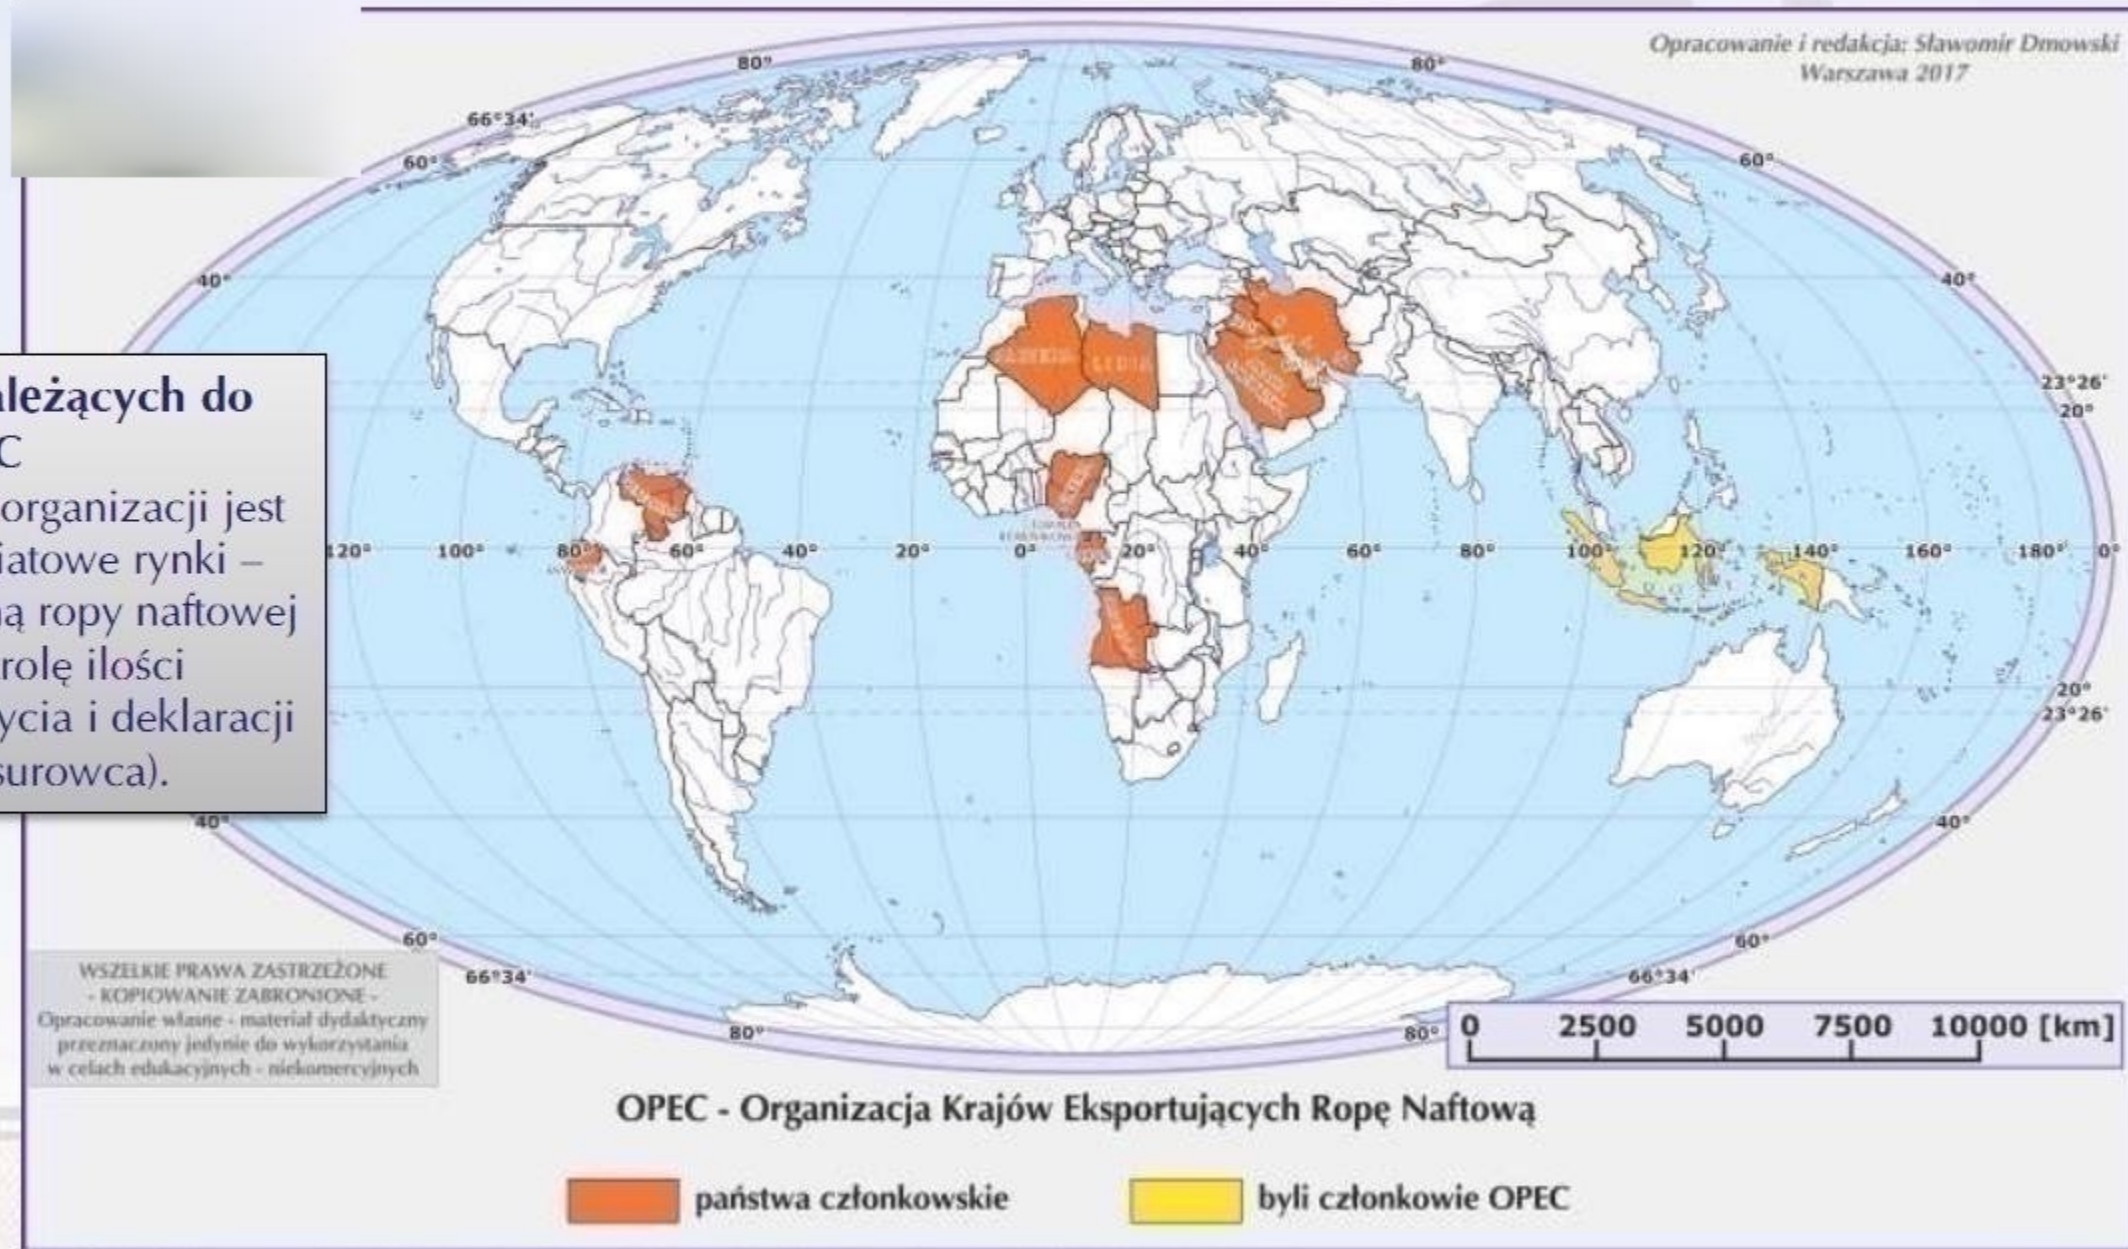 Opracowanie i redakcja: Sławomir Dmowski
Warszawa 2017
80°
80°
66°34'
60°
60°
40°
40°
ależących do
C
organizacji jest
iatowe rynki –
ną ropy naftowej
rolę ilości
ycia i deklaracji
surowca).
LIBIA
23°26'
20°
120°
100°
80°
60°
40°
20°
0°
20°
40°
60°
80°
100°
120°
140°
160°
180°
0°
20°
23°26'
40°
40°
60°
60°
66°34'
66°34'
80°
80°
WSZELKIE PRAWA ZASTRZEŻONE
- KOPIOWANIE ZABRONIONE -
Opracowanie własne - materiał dydaktyczny
przeznaczony jedynie do wykorzystania
w celach edukacyjnych - niekomercyjnych
0 2500 5000 7500 10000 [km]
OPEC - Organizacja Krajów Eksportujących Ropę Naftową
państwa członkowskie
byli członkowie OPEC